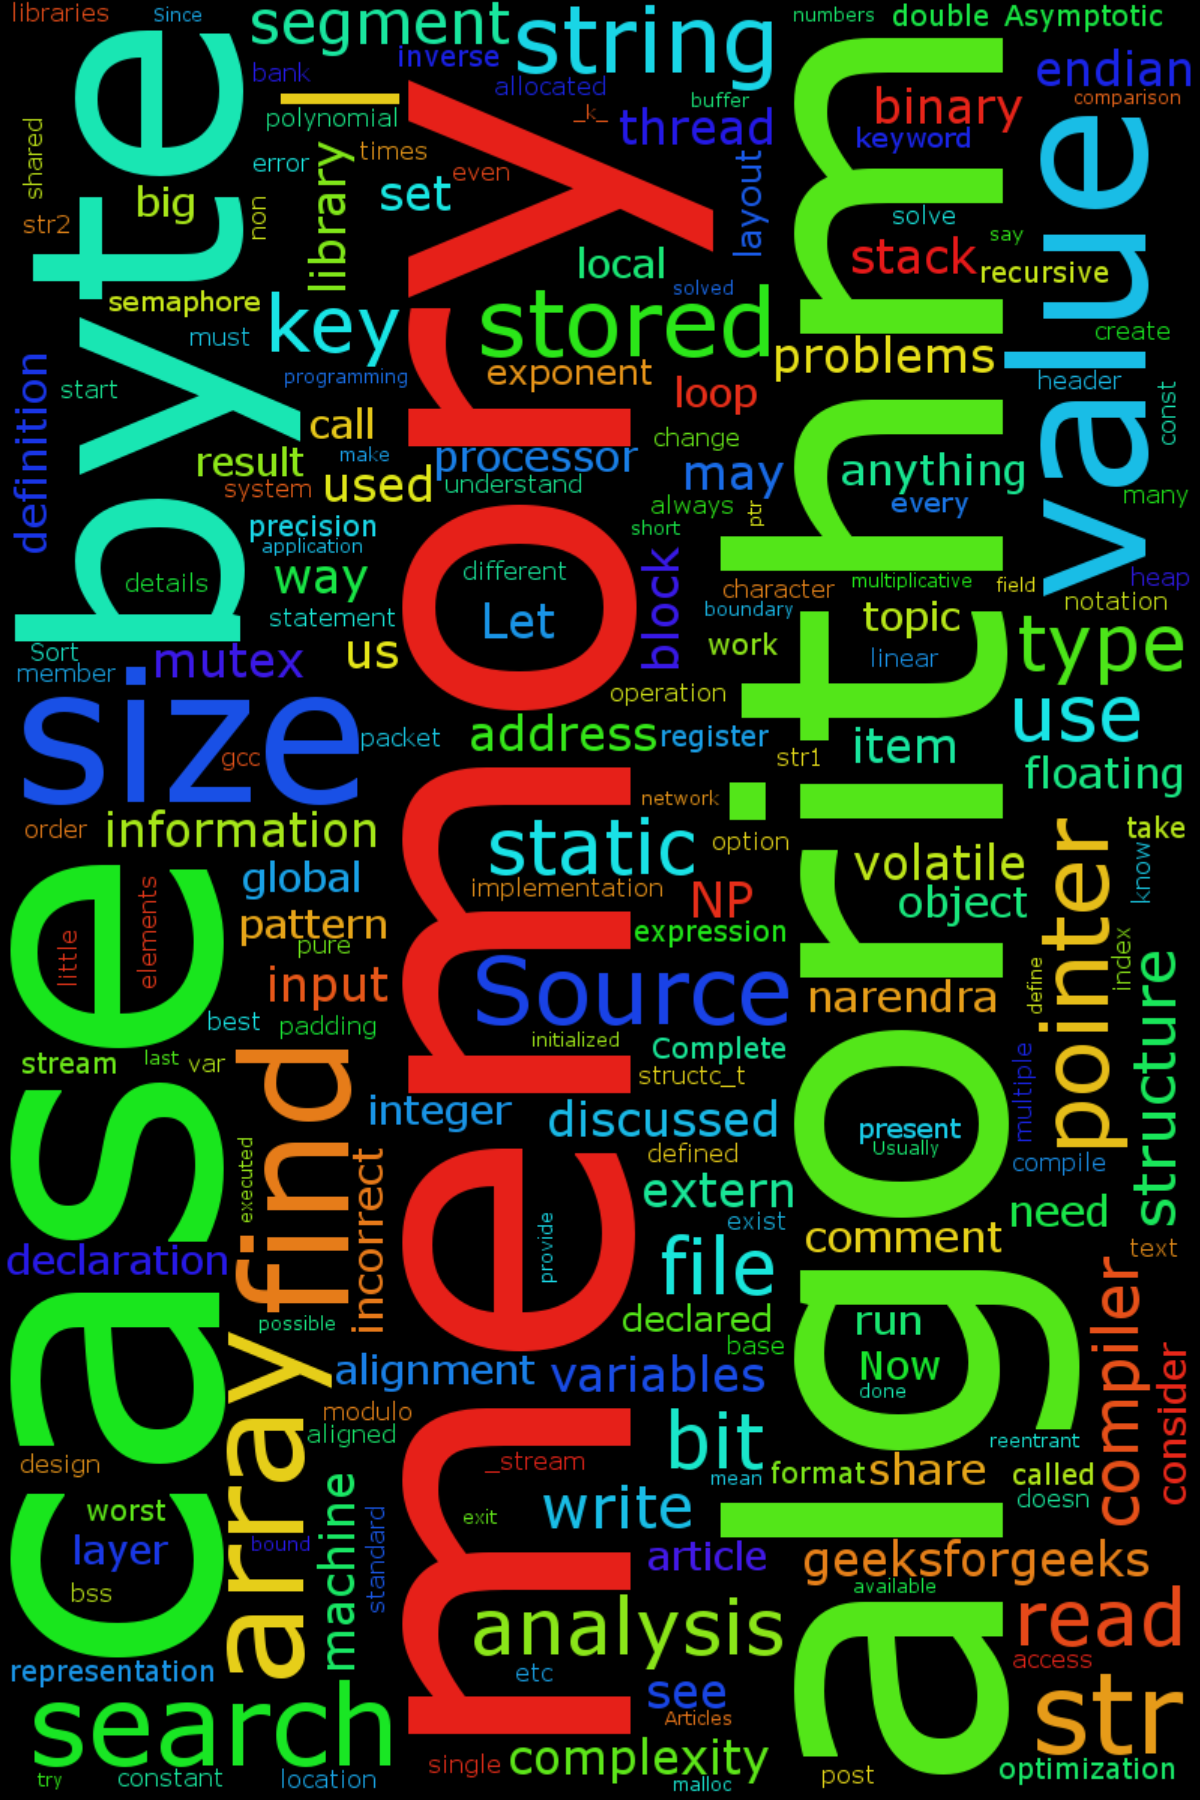 libraries
Since
segment
string
numbers
double
Asymptotic
inverse
bank
allocated
endian
l
buffer
binary
comparison
polynomial
_k_
thread
keyword
shared
byte
error
library
times
even
set
layout
memory
algorithm
value
big
str2
non
solve
say
stack
recursive
local
solved
semaphore
must
key
stored
problems
create
programming
exponent
loop
header
const
definition
start
call
change
result
make
processor
may
anything
system
used
understand
every
many
always
ptr
precision
short
application
details
way
different
block
character
multiplicative
field
heap
statement
Let
boundary
topic
notation
Sort
member
mutex
us
work
linear
type
operation
size
gcc
packet
address
register
str1
item
use
floating
order
information
network
static
option
volatile
pointer
take
know
global
implementation
NP
object
case
little
elements
pattern
pure
expression
input
Source
narendra
define
index
structure
best
padding
initialized
stream
last
var
find
Complete
structc_t
multiple
integer
discussed
present
Usually
compile
executed
incorrect
defined
extern
exist
need
provide
comment
text
declaration
file
possible
declared
run
compiler
array
base
Now
alignment
variables
done
consider
modulo
aligned
bit
reentrant
design
_stream
mean
format
share
called
doesn
machine
worst
exit
write
standard
layer
bound
article
geeksforgeeks
bss
available
analysis
read
representation
etc
access
search
see
Articles
str
try
constant
location
single
complexity
malloc
post
optimization